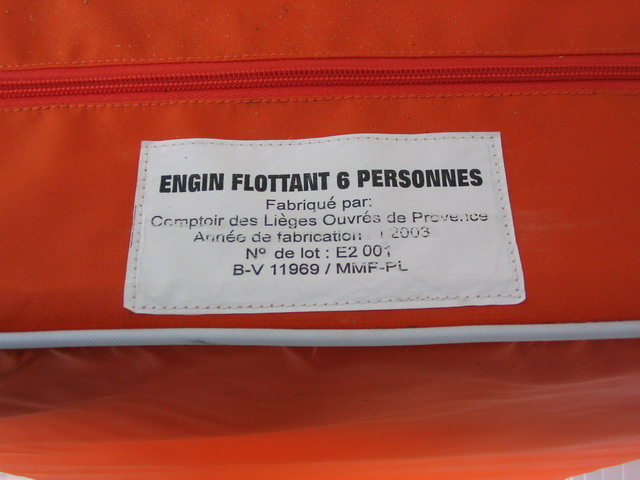 ENGIN FLOTTANT 6 PERSONNES
Fabriqué par:
Comptoir des Lièges Ouvrés de Provence
Année de fabrication : 2003
Nº de lot : E2 001
B-V 11969 / MMF-PL